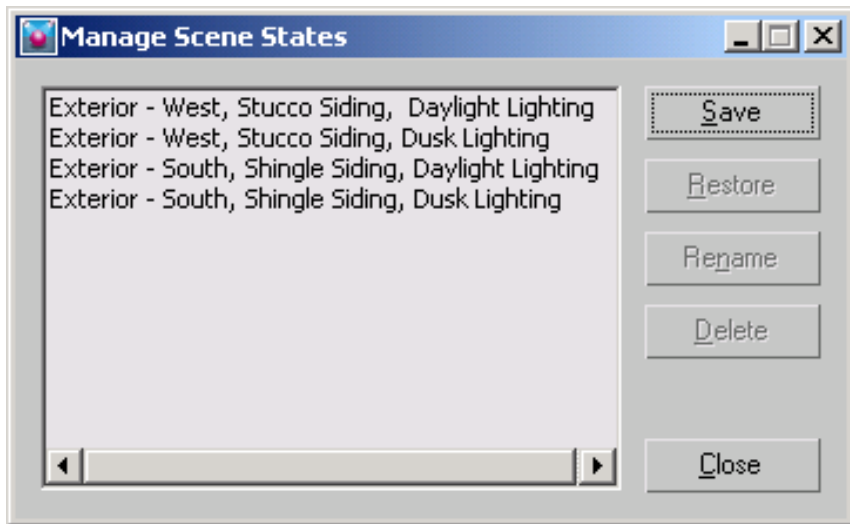 Manage Scene States
Exterior - West, Stucco Siding,  Daylight Lighting
Exterior - West, Stucco Siding, Dusk Lighting
Exterior - South, Shingle Siding, Daylight Lighting
Exterior - South, Shingle Siding, Dusk Lighting
Save
Restore
Rename
Delete
Close